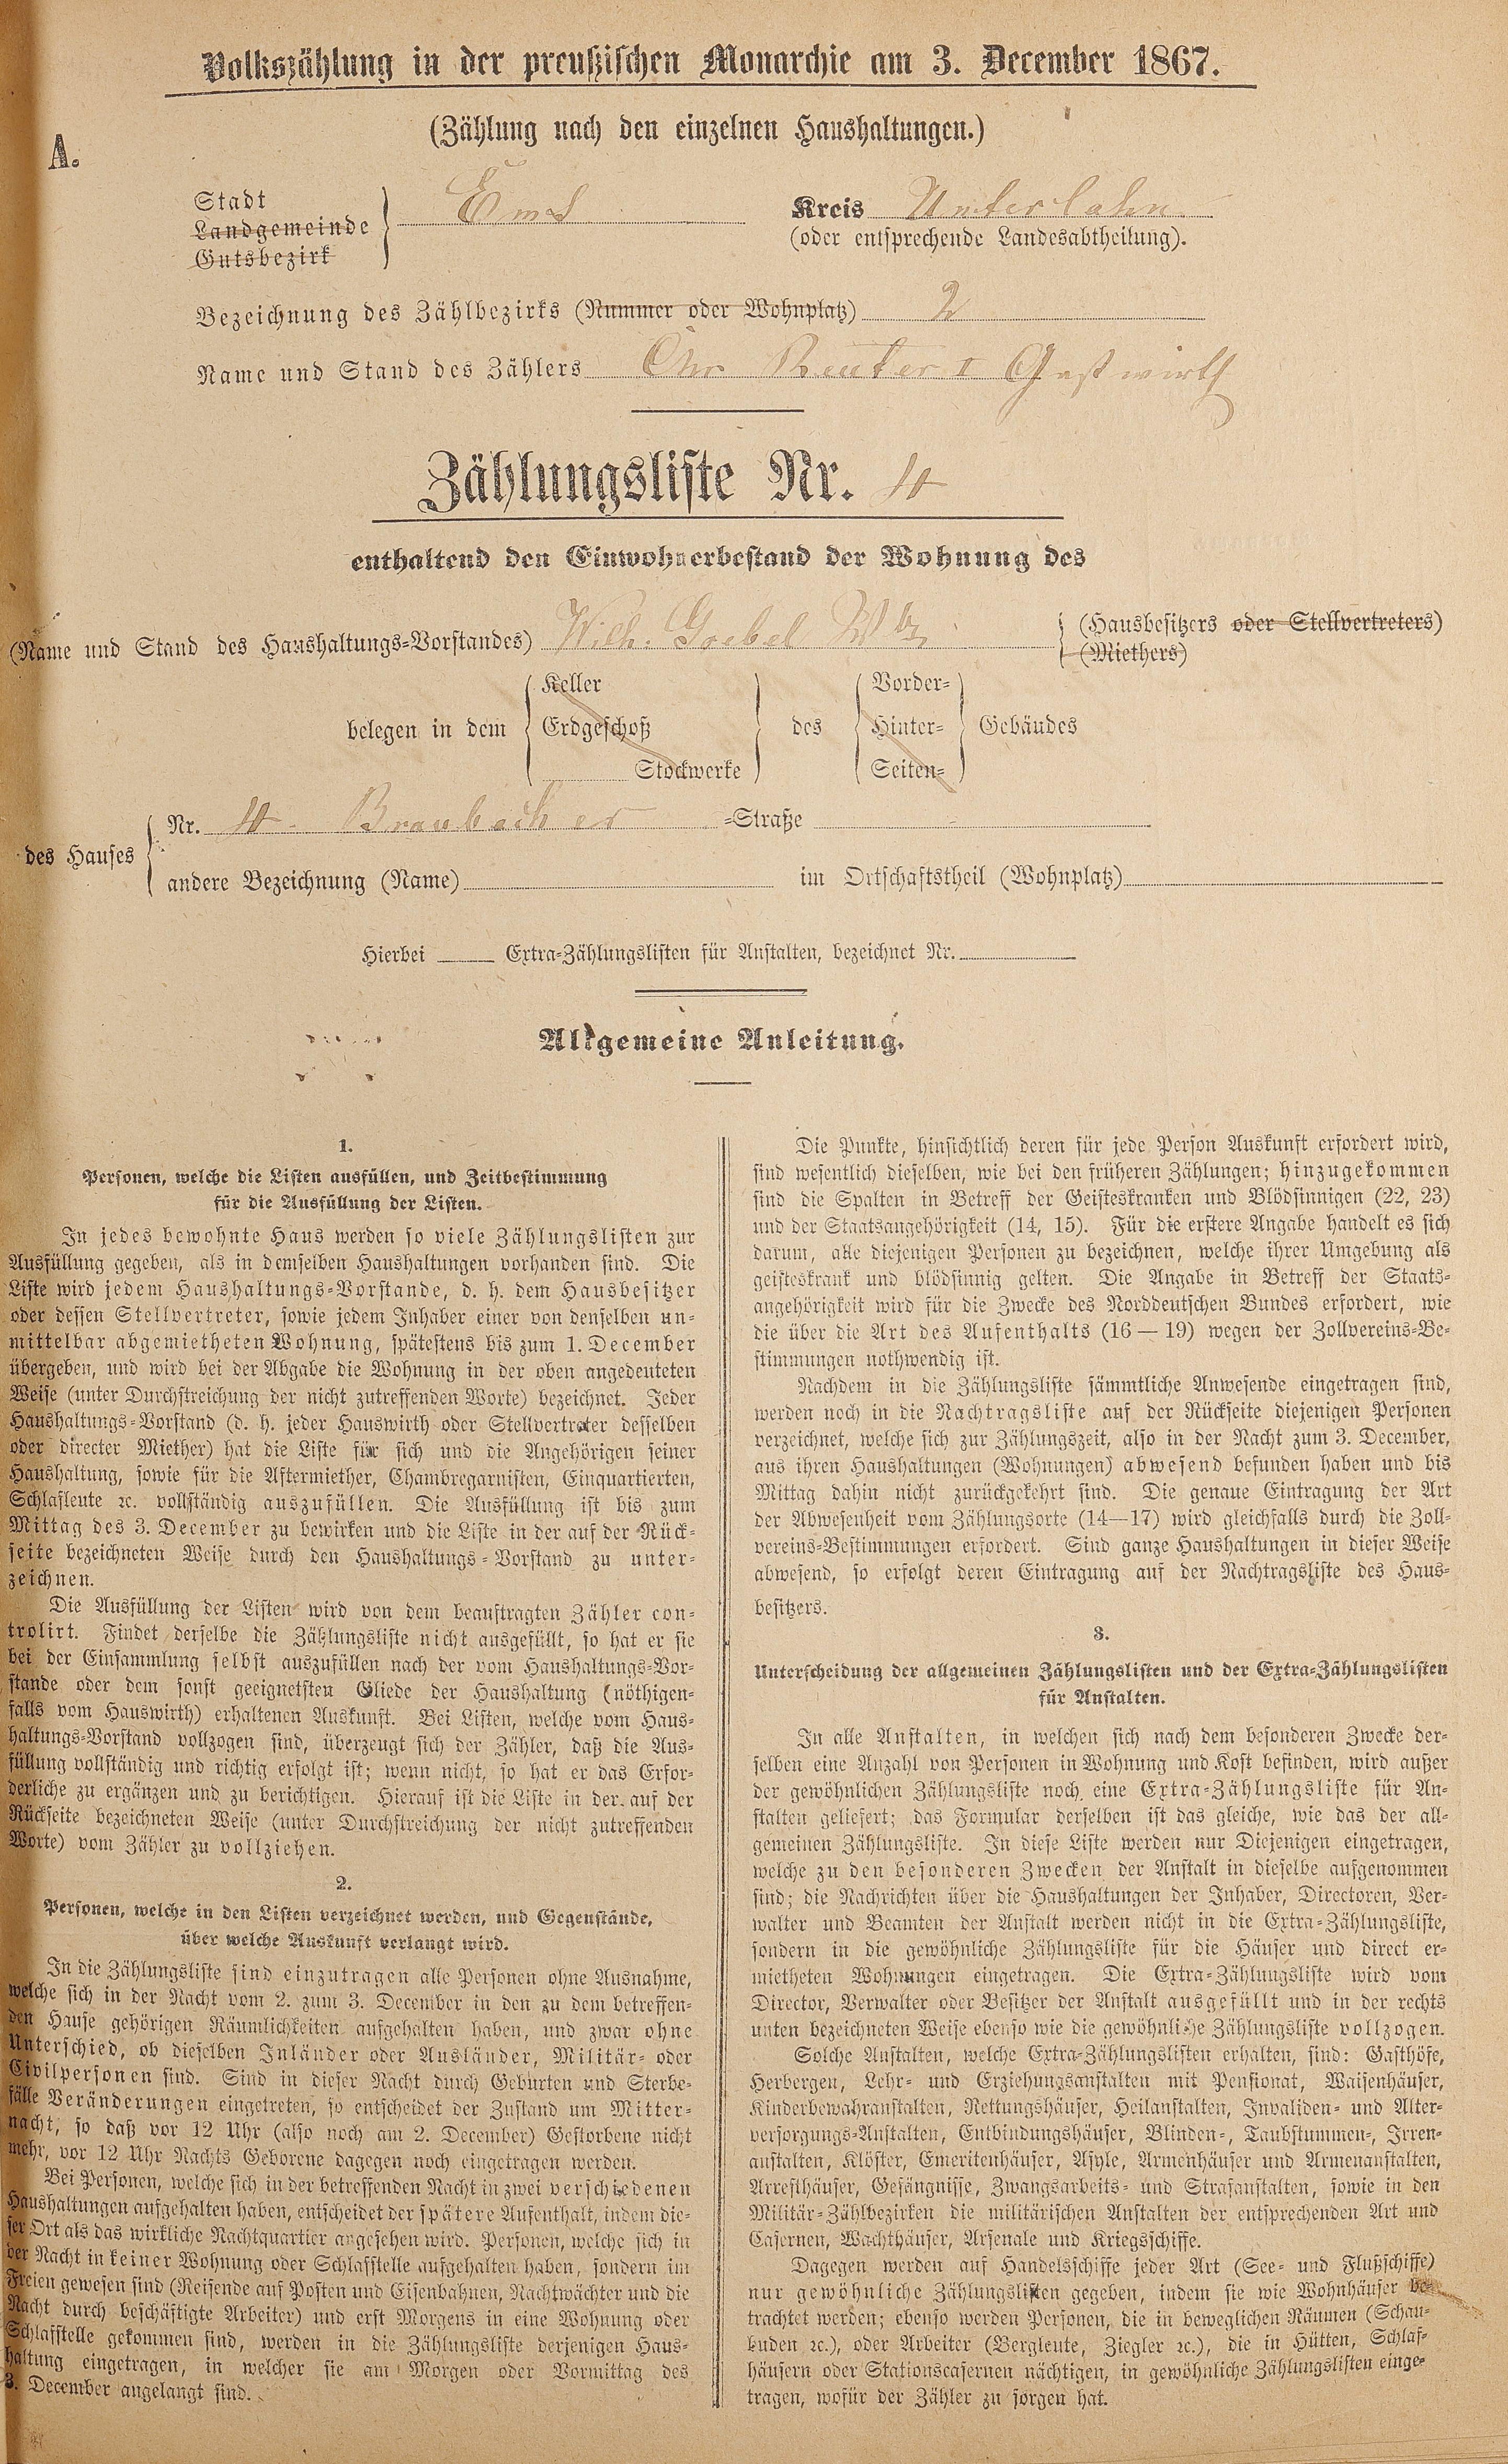 Volkszählung in der preußischen Monarchie am 3. December 1867.
(Zählung nach den einzelnen Haushaltungen.)
A.
Stadt
Landgemeinde
Gutsbezirk
Ems
Kreis Unterlahn
(oder entsprechende Landesabtheilung).
Bezeichnung des Zählbezirks (Nummer oder Wohnplatz) 2
Name und Stand des Zählers Chr. Reuter I Gastwirth
Zählungsliste Nr. 10
enthaltend den Einwohnerbestand der Wohnung des
(Name und Stand des Haushaltungs-Vorstandes) Wilh. Goebel
(Hausbesitzers oder Stellvertreters)
(Miethers)
belegen in dem
Keller
Erdgeschoß
Stockwerke
des
Vorder-
Hinter-
Seiten-
Gebäudes
des Hauses
Nr. 10. Braubacher -Straße
andere Bezeichnung (Name) im Ortschaftstheil (Wohnplatz)
Hierbei Extra-Zählungslisten für Anstalten, bezeichnet Nr.
Allgemeine Anleitung.
1.
Personen, welche die Listen ausfüllen, und Zeitbestimmung
für die Ausfüllung der Listen.
In jedes bewohnte Haus werden so viele Zählungslisten zur
Ausfüllung gegeben, als in demselben Haushaltungen vorhanden sind. Die
Liste wird jedem Haushaltungs-Vorstande, d. h. dem Hausbesitzer
oder dessen Stellvertreter, sowie jedem Inhaber einer von denselben un-
mittelbar abgemietheten Wohnung, spätestens bis zum 1. December
übergeben, und wird bei der Abgabe die Wohnung in der oben angedeuteten
Weise (unter Durchstreichung der nicht zutreffenden Worte) bezeichnet. Jeder
Haushaltungs-Vorstand (d. h. jeder Hauswirth oder Stellvertreter desselben
oder directer Miether) hat die Liste für sich und die Angehörigen seiner
Haushaltung, sowie für die Aftermiether, Chambregarnisten, Einquartierten,
Schlafleute ꝛc. vollständig auszufüllen. Die Ausfüllung ist bis zum
Mittag des 3. December zu bewirken und die Liste in der auf der Rück-
seite bezeichneten Weise durch den Haushaltungs-Vorstand zu unter-
zeichnen.
Die Ausfüllung der Listen wird von dem beauftragten Zähler con-
trolirt. Findet derselbe die Zählungsliste nicht ausgefüllt, so hat er sie
bei der Einsammlung selbst auszufüllen nach der vom Haushaltungs-Vor-
stande oder dem sonst geeignetsten Gliede der Haushaltung (nöthigen-
falls vom Hauswirth) erhaltenen Auskunft. Bei Listen, welche vom Haus-
haltungs-Vorstand vollzogen sind, überzeugt sich der Zähler, daß die Aus-
füllung vollständig und richtig erfolgt ist; wenn nicht, so hat er das Erfor-
derliche zu ergänzen und zu berichtigen. Hierauf ist die Liste in der auf der
Rückseite bezeichneten Weise (unter Durchstreichung der nicht zutreffenden
Worte) vom Zähler zu vollziehen.
2.
Personen, welche in den Listen verzeichnet werden, und Gegenstände,
über welche Auskunft verlangt wird.
In die Zählungsliste sind einzutragen alle Personen ohne Ausnahme,
welche sich in der Nacht vom 2. zum 3. December in den zu dem betreffen-
den Hause gehörigen Räumlichkeiten aufgehalten haben, und zwar ohne
Unterschied, ob dieselben Inländer oder Ausländer, Militär- oder
Civilpersonen sind. Sind in dieser Nacht durch Geburten und Sterbe-
fälle Veränderungen eingetreten, so entscheidet der Zustand um Mitter-
nacht, so daß vor 12 Uhr (also noch am 2. December) Gestorbene nicht
mehr, vor 12 Uhr Nachts Geborene dagegen noch eingetragen werden.
Bei Personen, welche sich in der betreffenden Nacht in zwei verschiedenen
Haushaltungen aufgehalten haben, entscheidet der spätere Aufenthalt, indem die-
ser Ort als das wirkliche Nachtquartier angesehen wird. Personen, welche sich in
der Nacht in keiner Wohnung oder Schlafstelle aufgehalten haben, sondern im
Freien gewesen sind (Reisende auf Posten und Eisenbahnen, Nachtwächter und die
Nacht durch beschäftigte Arbeiter) und erst Morgens in eine Wohnung oder
Schlafstelle gekommen sind, werden in die Zählungsliste derjenigen Haus-
haltung eingetragen, in welcher sie am Morgen oder Vormittag des
3. December angelangt sind.
Die Punkte, hinsichtlich deren für jede Person Auskunft erfordert wird,
sind wesentlich dieselben, wie bei den früheren Zählungen; hinzugekommen
sind die Spalten in Betreff der Geisteskranken und Blödsinnigen (22, 23)
und der Staatsangehörigkeit (14, 15). Für die erstere Angabe handelt es sich
darum, alle diejenigen Personen zu bezeichnen, welche ihrer Umgebung als
geisteskrank und blödsinnig gelten. Die Angabe in Betreff der Staats-
angehörigkeit wird für die Zwecke des Norddeutschen Bundes erfordert, wie
die über die Art des Aufenthalts (16—19) wegen der Zollvereins-Be-
stimmungen nothwendig ist.
Nachdem in die Zählungsliste sämmtliche Anwesende eingetragen sind,
werden noch in die Nachtragsliste auf der Rückseite diejenigen Personen
verzeichnet, welche sich zur Zählungszeit, also in der Nacht zum 3. December,
aus ihren Haushaltungen (Wohnungen) abwesend befunden haben und bis
Mittag dahin nicht zurückgekehrt sind. Die genaue Eintragung der Art
der Abwesenheit vom Zählungsorte (14—17) wird gleichfalls durch die Zoll-
vereins-Bestimmungen erfordert. Sind ganze Haushaltungen in dieser Weise
abwesend, so erfolgt deren Eintragung auf der Nachtragsliste des Haus-
besitzers.
3.
Unterscheidung der allgemeinen Zählungslisten und der Extra-Zählungslisten
für Anstalten.
In alle Anstalten, in welchen sich nach dem besonderen Zwecke der-
selben eine Anzahl von Personen in Wohnung und Kost befinden, wird außer
der gewöhnlichen Zählungsliste noch eine Extra-Zählungsliste für An-
stalten geliefert; das Formular derselben ist das gleiche, wie das der all-
gemeinen Zählungsliste. In diese Liste werden nur Diejenigen eingetragen,
welche zu den besonderen Zwecken der Anstalt in dieselbe aufgenommen
sind; die Nachrichten über die Haushaltungen der Inhaber, Directoren, Ver-
walter und Beamten der Anstalt werden nicht in die Extra-Zählungsliste,
sondern in die gewöhnliche Zählungsliste für die Häuser und direct er-
mietheten Wohnungen eingetragen. Die Extra-Zählungsliste wird vom
Director, Verwalter oder Besitzer der Anstalt ausgefüllt und in der rechts
unten bezeichneten Weise ebenso wie die gewöhnliche Zählungsliste vollzogen.
Solche Anstalten, welche Extra-Zählungslisten erhalten, sind: Gasthöfe,
Herbergen, Lehr- und Erziehungsanstalten mit Pensionat, Waisenhäuser,
Kinderbewahranstalten, Rettungshäuser, Heilanstalten, Invaliden- und Alter-
versorgungs-Anstalten, Entbindungshäuser, Blinden-, Taubstummen-, Irren-
anstalten, Klöster, Emeritenhäuser, Asyle, Armenhäuser und Armenanstalten,
Arresthäuser, Gefängnisse, Zwangsarbeits- und Strafanstalten, sowie in den
Militär-Zählbezirken die militärischen Anstalten der entsprechenden Art und
Casernen, Wachthäuser, Arsenale und Kriegsschiffe.
Dagegen werden auf Handelsschiffe jeder Art (See- und Flußschiffe)
nur gewöhnliche Zählungslisten gegeben, indem sie wie Wohnhäuser be-
trachtet werden; ebenso werden Personen, die in beweglichen Räumen (Schau-
buden ꝛc.), oder Arbeiter (Bergleute, Ziegler ꝛc.), die in Hütten, Schlaf-
häusern oder Stationscasernen nächtigen, in gewöhnliche Zählungslisten einge-
tragen, wofür der Zähler zu sorgen hat.